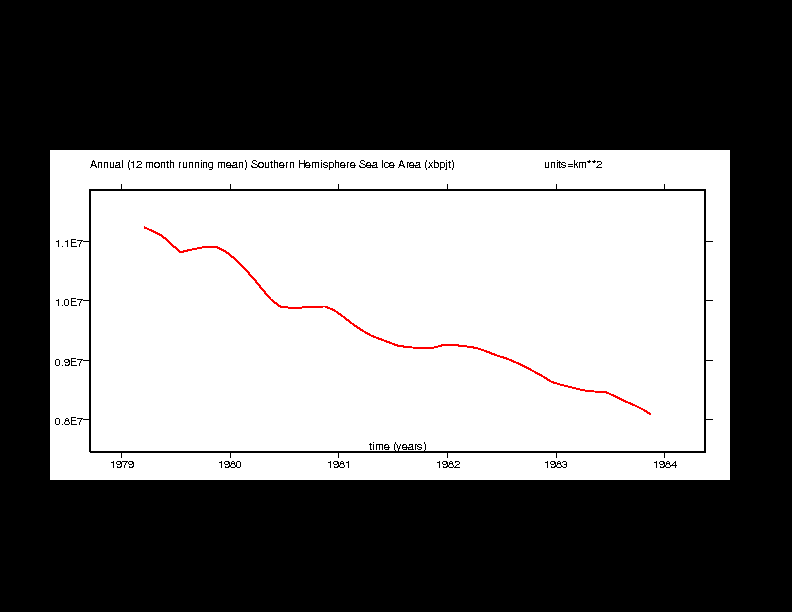 Annual (12 month running mean) Southern Hemisphere Sea Ice Area (xbpjt) units=km**2
1.1E7
1.0E7
0.9E7
0.8E7
time (years)
1979 1980 1981 1982 1983 1984